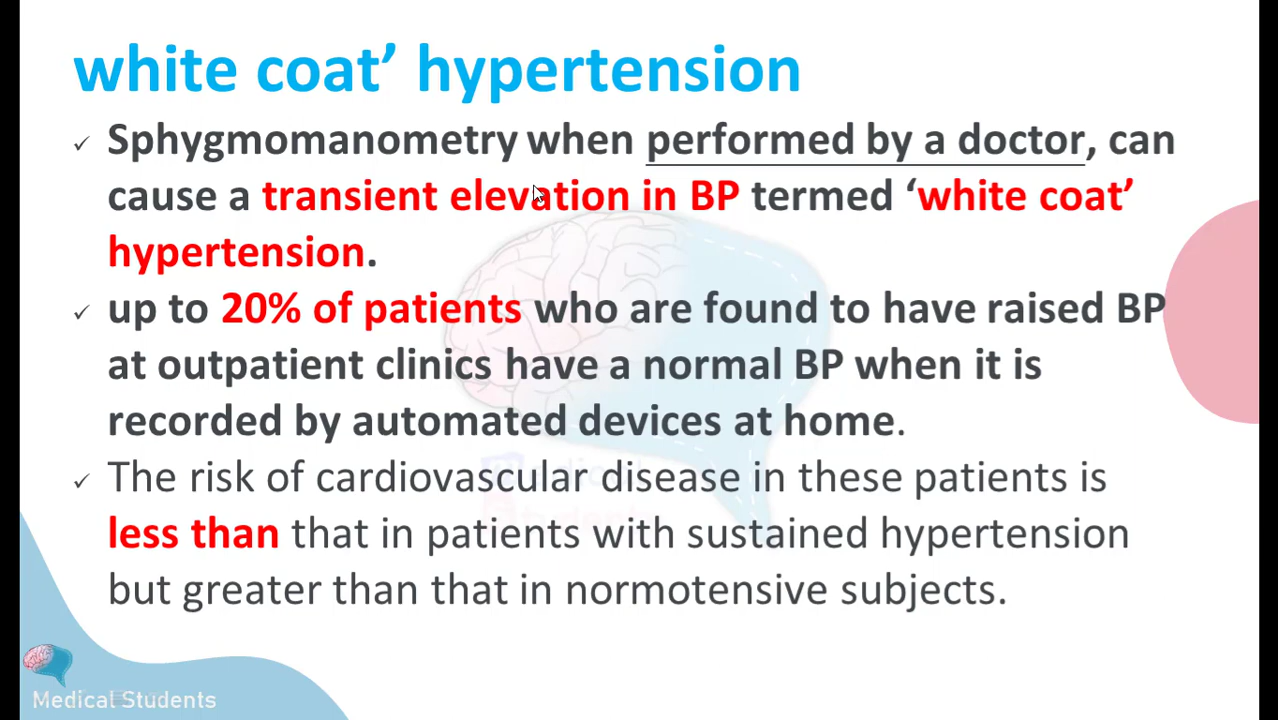 white coat’ hypertension
✓ Sphygmomanometry when performed by a doctor, can
cause a transient elevation in BP termed ‘white coat’
hypertension.
✓ up to 20% of patients who are found to have raised BP
at outpatient clinics have a normal BP when it is
recorded by automated devices at home.
✓ The risk of cardiovascular disease in these patients is
less than that in patients with sustained hypertension
but greater than that in normotensive subjects.
Medical
Students
Medical Students